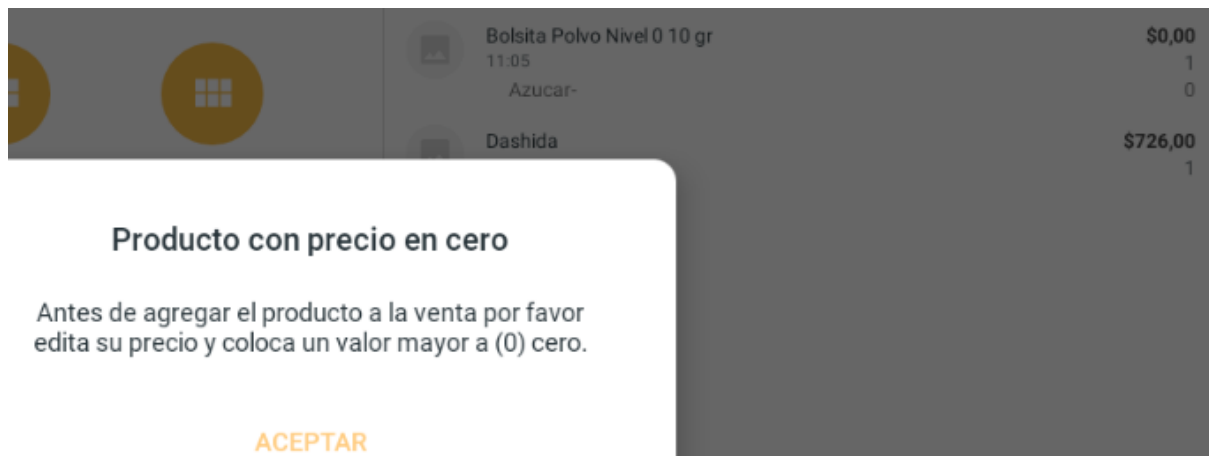 Bolsita Polvo Nivel 0 10 gr $0,00
11:05 1
Azucar- 0
Dashida $726,00
1
Producto con precio en cero
Antes de agregar el producto a la venta por favor
edita su precio y coloca un valor mayor a (0) cero.
ACEPTAR